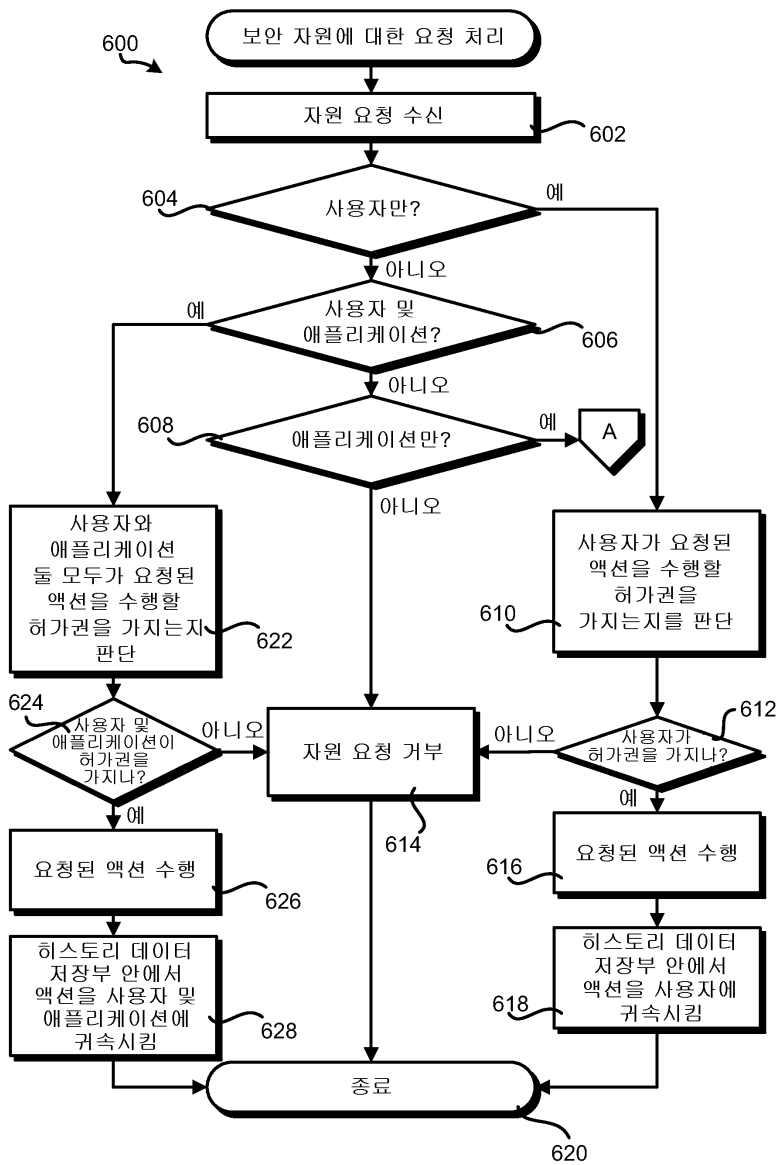 보안 자원에 대한 요청 처리
600
자원 요청 수신
602
604
사용자만?
예
아니오
예
사용자 및
애플리케이션?
606
아니오
608
애플리케이션만?
예
A
아니오
사용자와
애플리케이션
둘 모두가 요청된
액션을 수행할
허가권을 가지는지
판단
622
사용자가 요청된
액션을 수행할
허가권을
가지는지를 판단
610
624
사용자 및
애플리케이션이
허가권을
가지나?
아니오
자원 요청 거부
614
아니오
612
사용자가
허가권을 가지나?
예
예
요청된 액션 수행
626
요청된 액션 수행
616
히스토리 데이터
저장부 안에서
액션을 사용자 및
애플리케이션에
귀속시킴
628
히스토리 데이터
저장부 안에서
액션을 사용자에
귀속시킴
618
종료
620